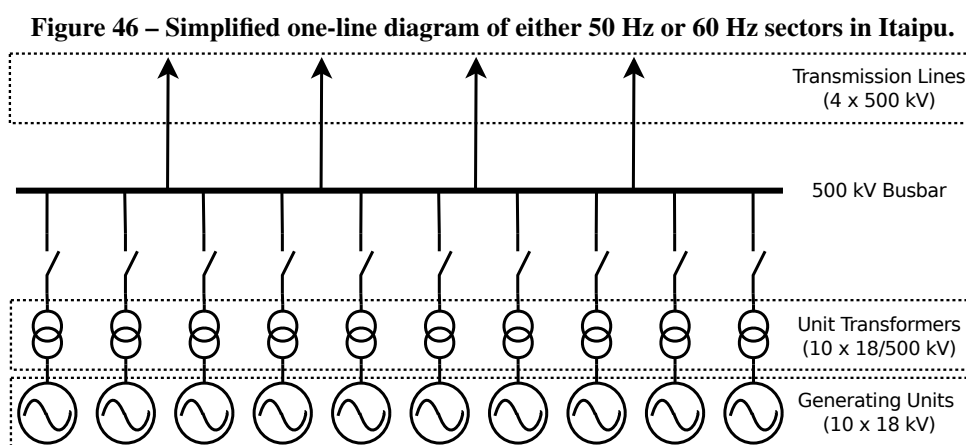 Figure 46 – Simplified one-line diagram of either 50 Hz or 60 Hz sectors in Itaipu.
Transmission Lines
(4 x 500 kV)
500 kV Busbar
Unit Transformers
(10 x 18/500 kV)
Generating Units
(10 x 18 kV)